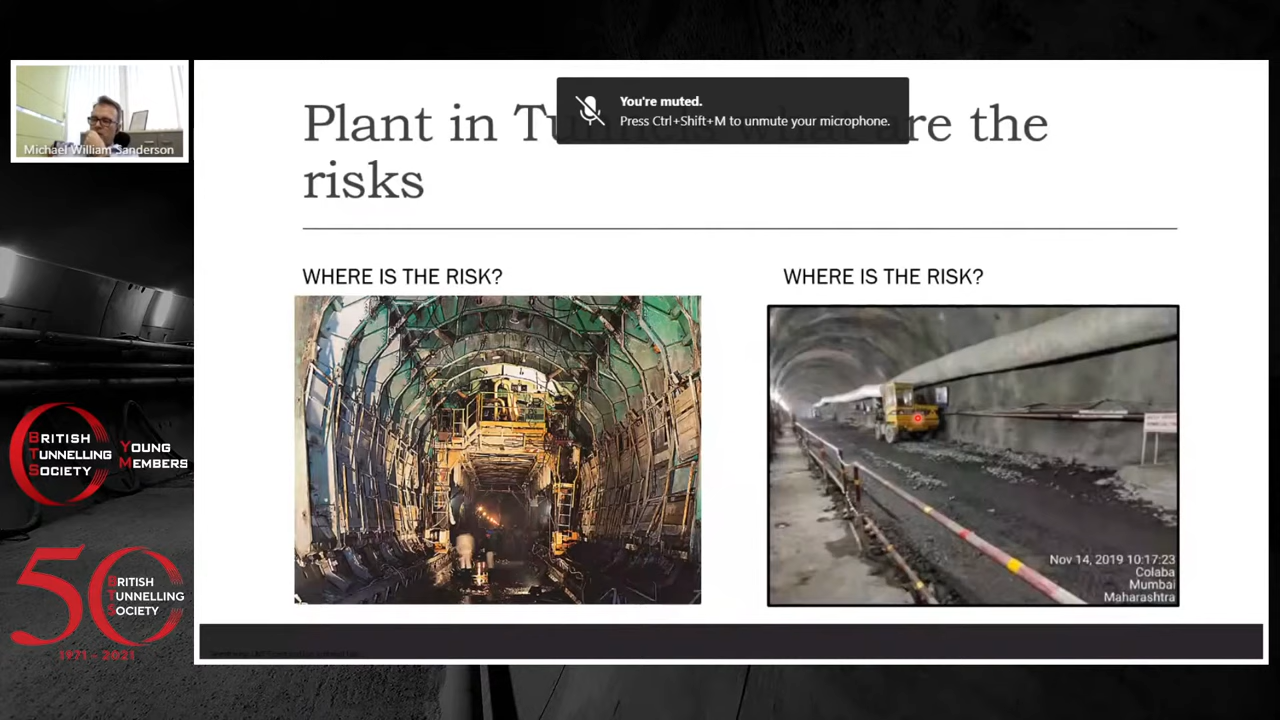 Michael William Sanderson
You're muted.
Press Ctrl+Shift+M to unmute your microphone.
Plant in re the
risks
WHERE IS THE RISK?
WHERE IS THE RISK?
Nov 14, 2019 10:17:23
Colaba
Mumbai
Maharashtra
BRITISH
TUNNELLING
SOCIETY
YOUNG
MEMBERS
50
BRITISH
TUNNELLING
SOCIETY
1971 - 2021